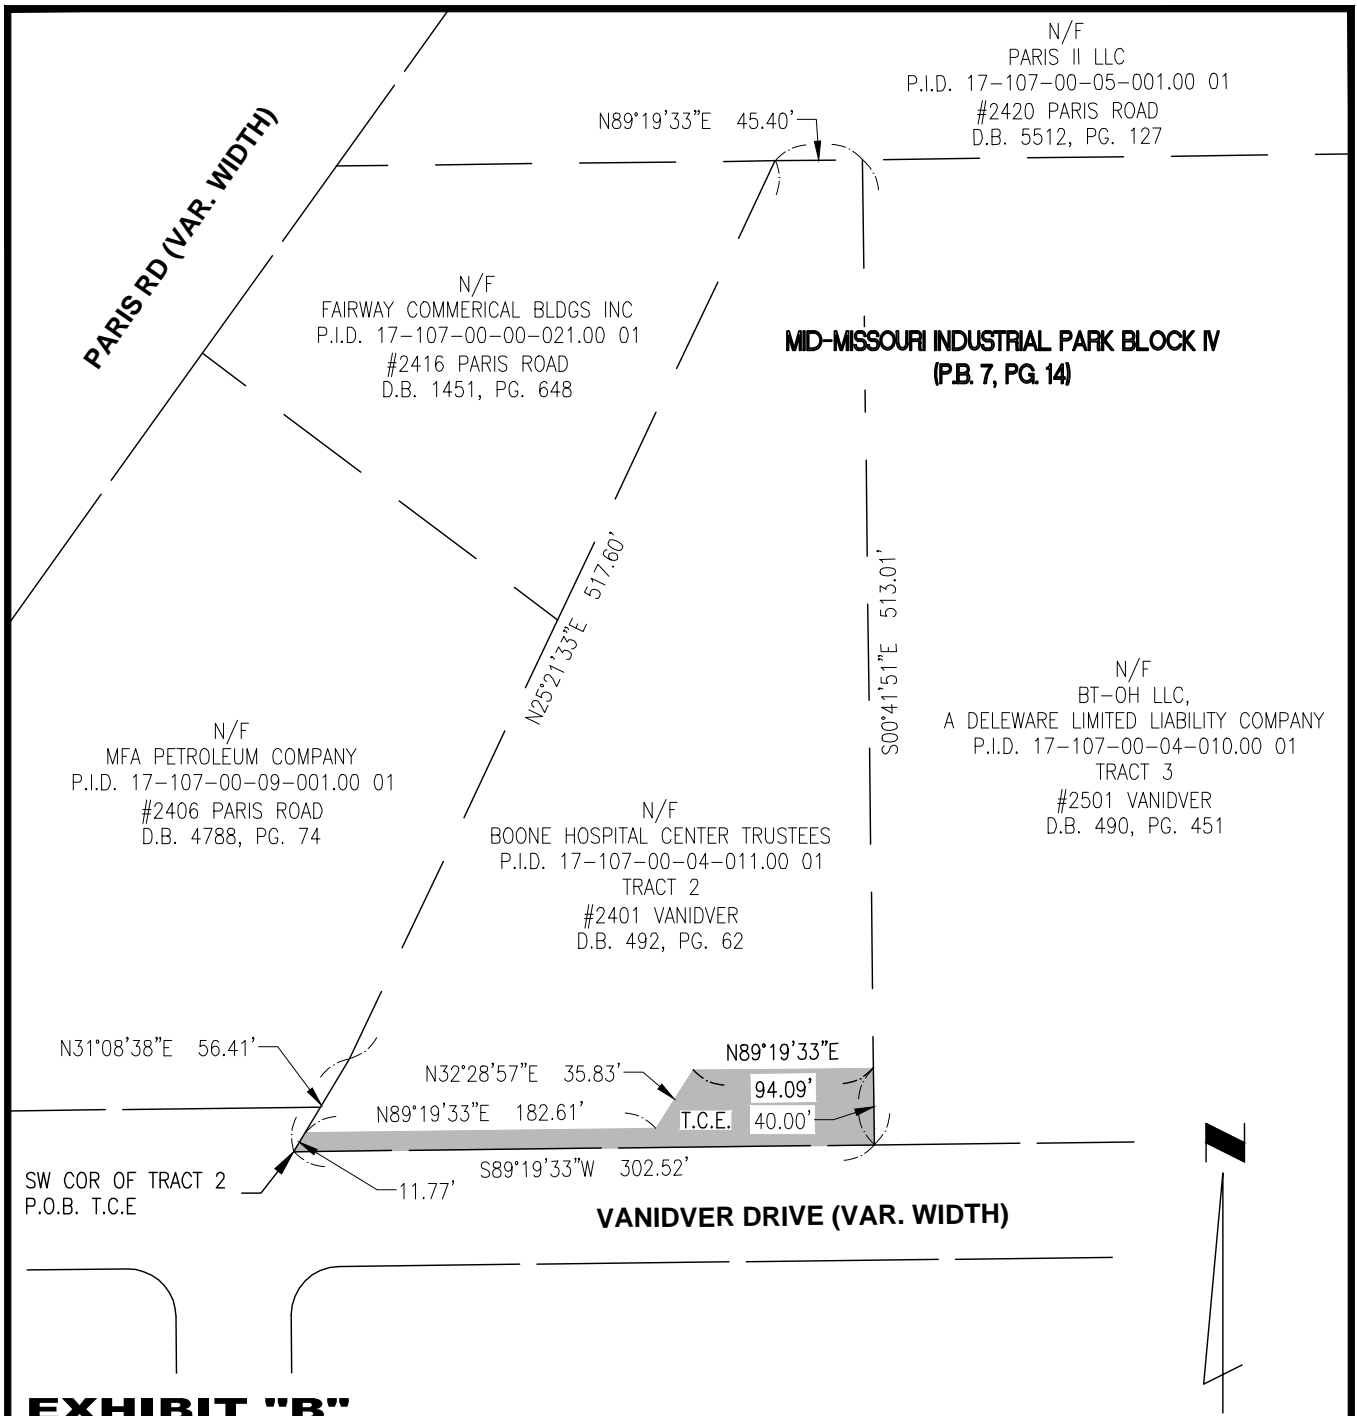 N/F
PARIS II LLC
P.I.D. 17-107-00-05-001.00 01
#2420 PARIS ROAD
D.B. 5512, PG. 127
N89°19'33"E 45.40'
PARIS RD (VAR. WIDTH)
N/F
FAIRWAY COMMERICAL BLDGS INC
P.I.D. 17-107-00-00-021.00 01
#2416 PARIS ROAD
D.B. 1451, PG. 648
MID-MISSOURI INDUSTRIAL PARK BLOCK IV
(P.B. 7, PG. 14)
N25°21'33"E 517.60'
S00°41'51"E 513.01'
N/F
BT-OH LLC,
A DELEWARE LIMITED LIABILITY COMPANY
P.I.D. 17-107-00-04-010.00 01
TRACT 3
#2501 VANIDVER
D.B. 490, PG. 451
N/F
MFA PETROLEUM COMPANY
P.I.D. 17-107-00-09-001.00 01
#2406 PARIS ROAD
D.B. 4788, PG. 74
N/F
BOONE HOSPITAL CENTER TRUSTEES
P.I.D. 17-107-00-04-011.00 01
TRACT 2
#2401 VANIDVER
D.B. 492, PG. 62
N31°08'38"E 56.41'
N32°28'57"E 35.83'
N89°19'33"E
94.09'
N89°19'33"E 182.61'
T.C.E. 40.00'
S89°19'33"W 302.52'
11.77'
SW COR OF TRACT 2
P.O.B. T.C.E
VANIDVER DRIVE (VAR. WIDTH)
N
EXHIBIT "B"